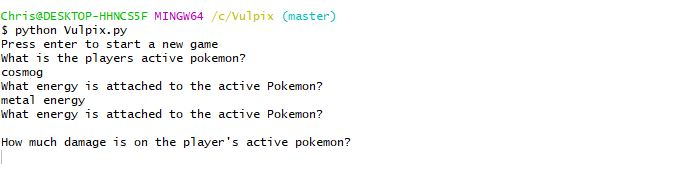 Chris@DESKTOP-HHNCS5F MINGW64 /c/Vulpix (master)
$ python Vulpix.py
Press enter to start a new game
What is the players active pokemon?
cosmog
What energy is attached to the active Pokemon?
metal energy
What energy is attached to the active Pokemon?
How much damage is on the player's active pokemon?